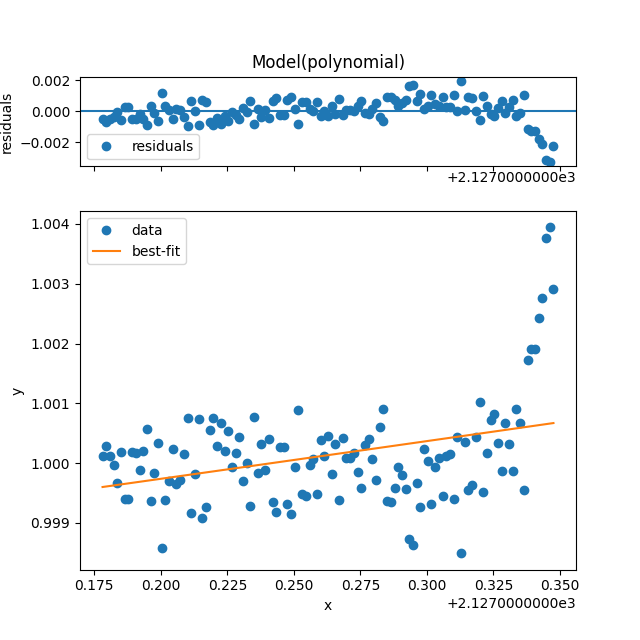 Model(polynomial)
0.002
0.000
−0.002
residuals
residuals
+2.1270000000e3
1.004
1.003
1.002
1.001
1.000
0.999
y
data
best-fit
0.175
0.200
0.225
0.250
0.275
0.300
0.325
0.350
x
+2.1270000000e3